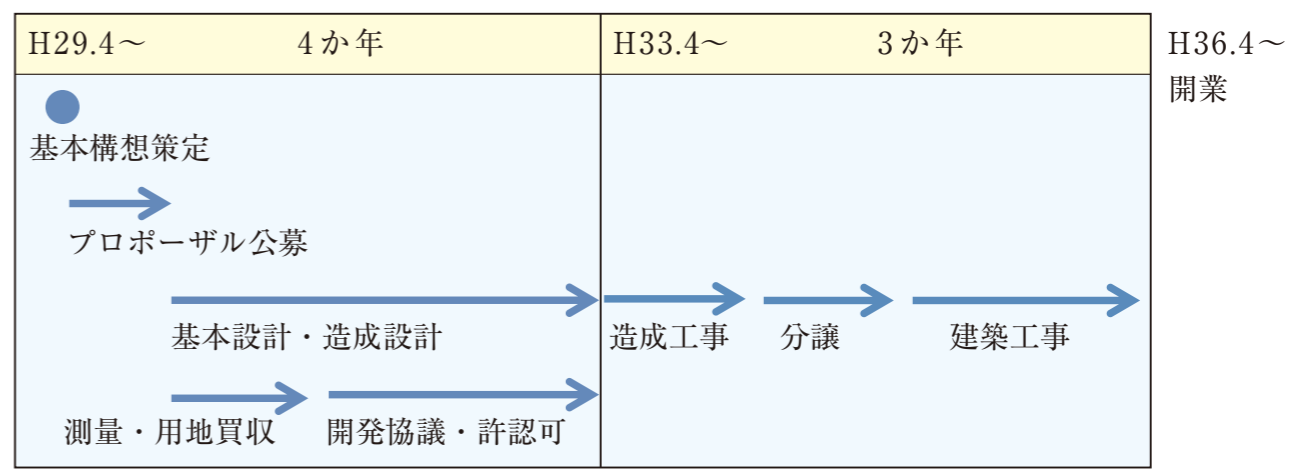 H29.4～ 4か年 H33.4～ 3か年 H36.4～
開業
基本構想策定
プロポーザル公募
基本設計・造成設計 造成工事 分譲 建築工事
測量・用地買収 開発協議・許認可